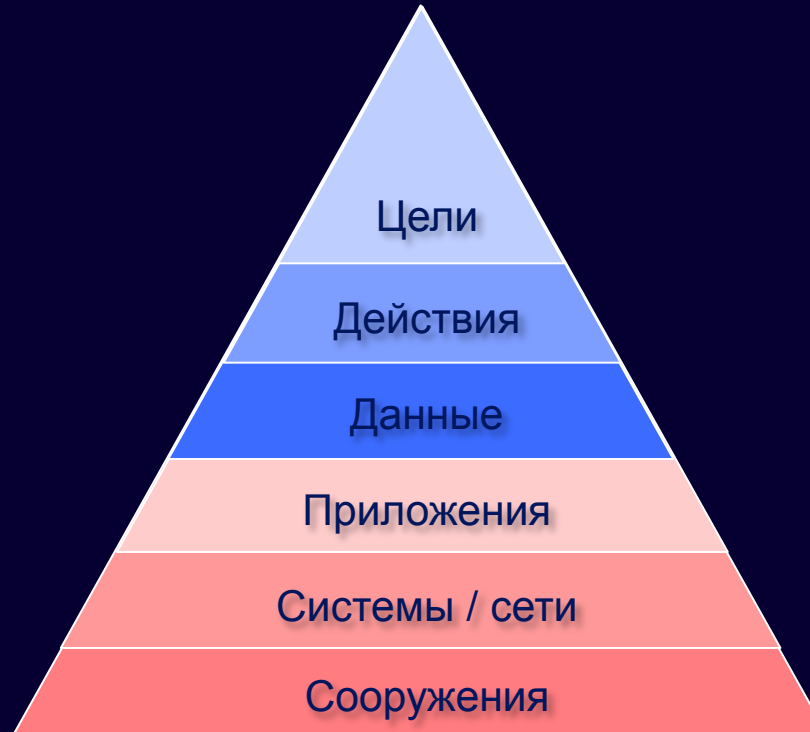 Цели
Действия
Данные
Приложения
Системы / сети
Сооружения